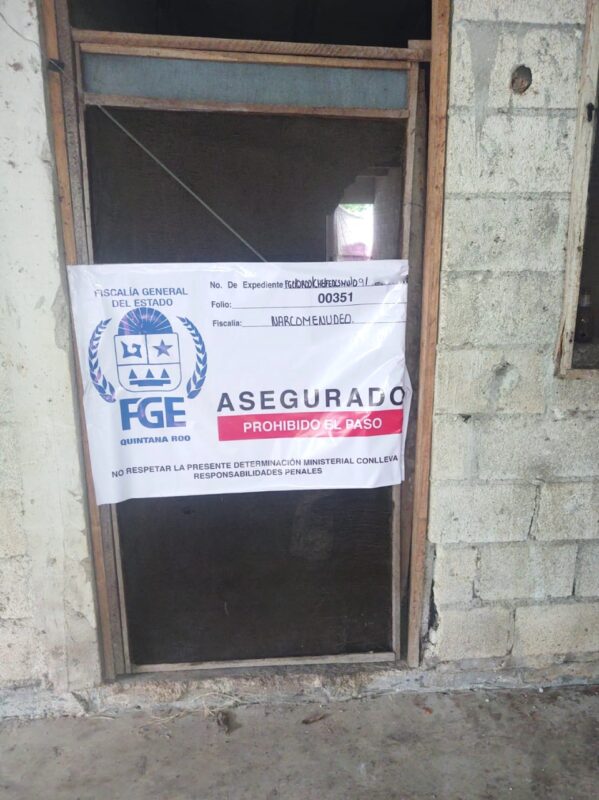 FISCALÍA GENERAL
DEL ESTADO
FGE
QUINTANA ROO
No. De Expediente
Folio: 00351
Fiscalía: NARCOMENUDEO.
ASEGURADO
PROHIBIDO EL PASO
NO RESPETAR LA PRESENTE DETERMINACIÓN MINISTERIAL CONLLEVA
RESPONSABILIDADES PENALES